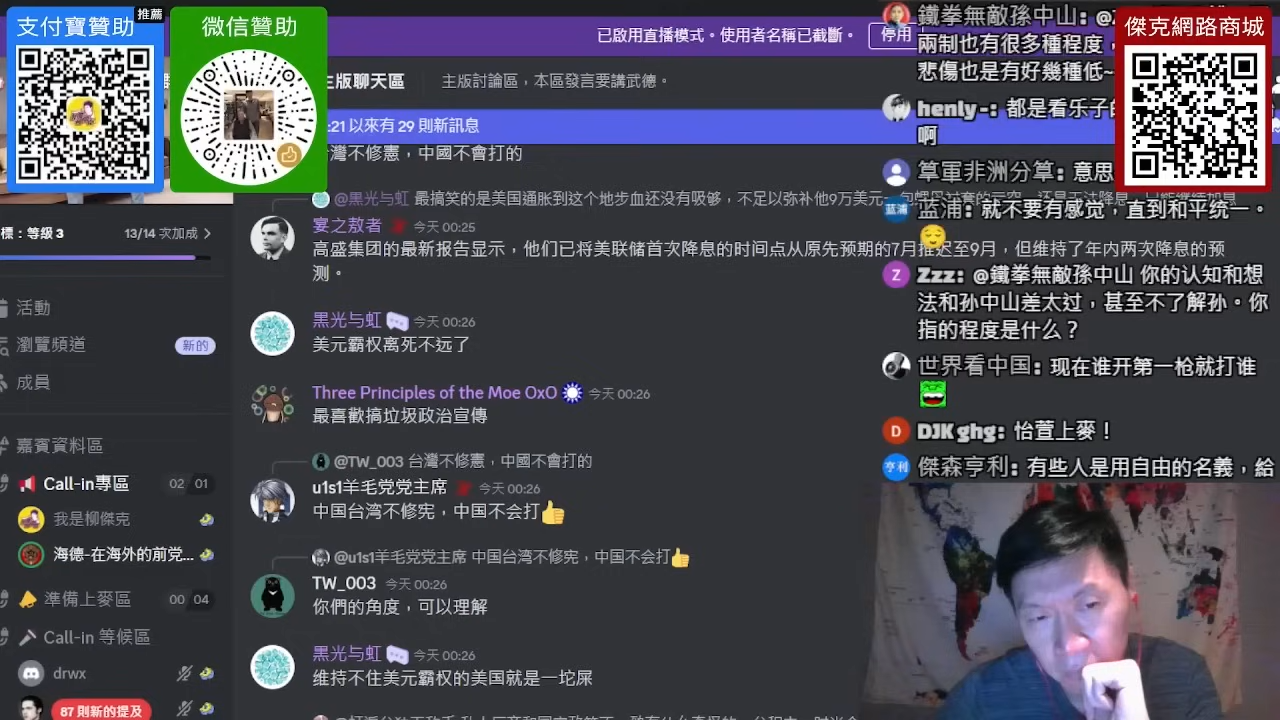 支付寶贊助
推薦
微信贊助
傑克網路商城
已啟用直播模式。使用者名稱已截斷。
停用
主版聊天區
主版討論區，本區發言要講武德。
:21 以來有 29 則新訊息
灣不修憲，中國不會打的
@黑光与虹 最搞笑的是美国通胀到这个地步血还没有吸够，不足以弥补他9万美元
宴之敖者 今天 00:25
高盛集团的最新报告显示，他们已将美联储首次降息的时间点从原先预期的7月推迟至9月，但维持了年内两次降息的预
测。
黑光与虹 今天 00:26
美元霸权离死不远了
Three Principles of the Moe OxO 今天 00:26
最喜歡搞垃圾政治宣傳
@TW_003 台灣不修憲，中國不會打的
u1s1羊毛党党主席 今天 00:26
中国台湾不修宪，中国不会打👍
@u1s1羊毛党党主席 中国台湾不修宪，中国不会打👍
TW_003 今天 00:26
你們的角度，可以理解
黑光与虹 今天 00:26
维持不住美元霸权的美国就是一坨屎
標：等級 3
13/14 次加成
活動
瀏覽頻道
新的
成員
嘉賓資料區
Call-in專區
02 01
我是柳傑克
海德-在海外的前党...
準備上麥區
00 04
Call-in 等候區
drwx
87 則新的提及
鐵拳無敵孫中山: @
兩制也有很多種程度，
悲傷也是有好幾種低~
henly -: 都是看乐子的
啊
草軍非洲分草: 意思
蓝浦: 就不要有感觉，直到和平统一。
😌
Zzz: @鐵拳無敵孫中山 你的认知和想
法和孙中山差太过，甚至不了解孙。你
指的程度是什么？
世界看中国: 现在谁开第一枪就打谁
DJK ghg: 怡萱上麥！
傑森亨利: 有些人是用自由的名義，給